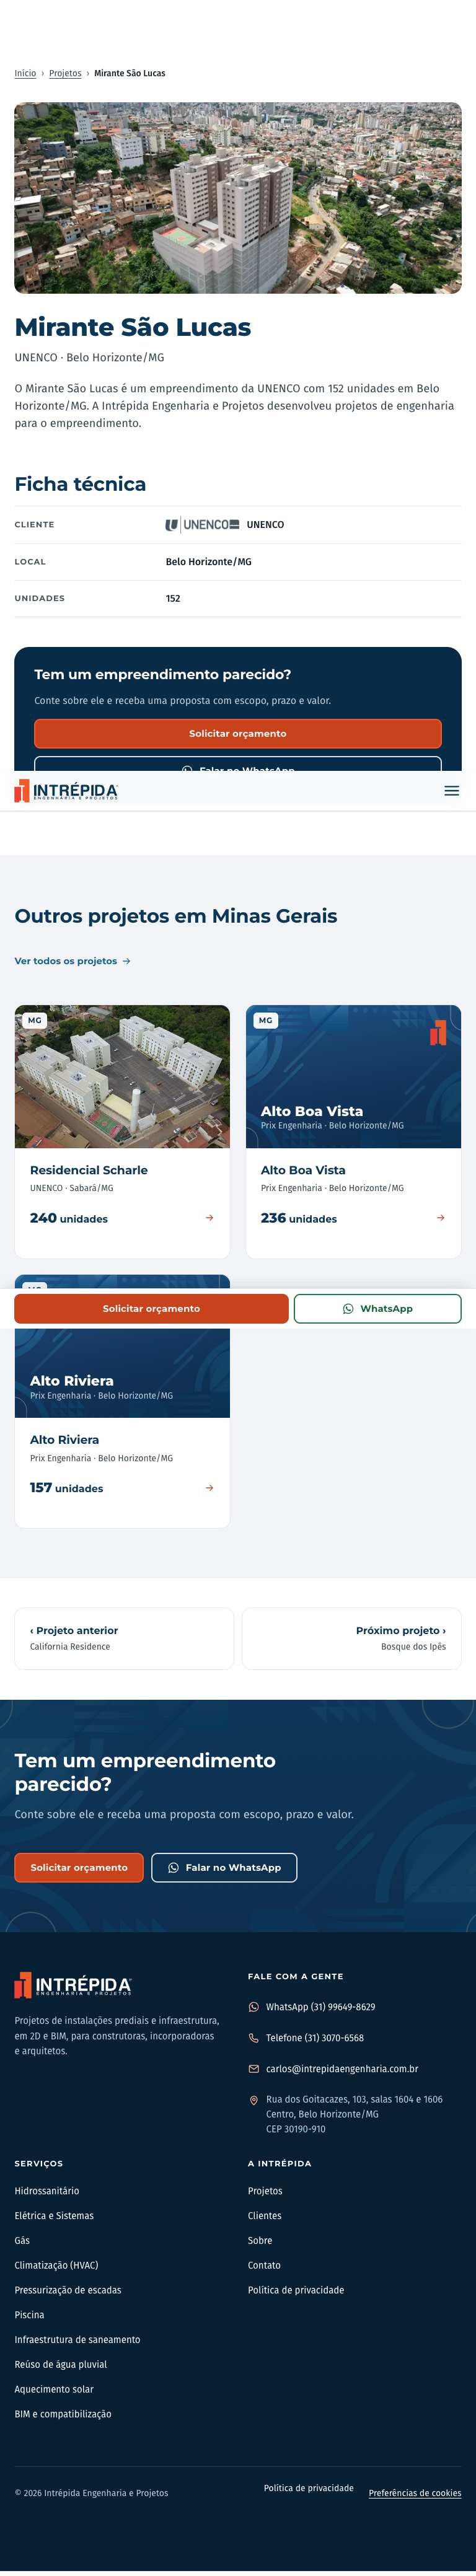 Início › Projetos › Mirante São Lucas
Mirante São Lucas
UNENCO · Belo Horizonte/MG
O Mirante São Lucas é um empreendimento da UNENCO com 152 unidades em Belo
Horizonte/MG. A Intrépida Engenharia e Projetos desenvolveu projetos de engenharia
para o empreendimento.
Ficha técnica
CLIENTE UNENCO UNENCO
LOCAL Belo Horizonte/MG
UNIDADES 152
Tem um empreendimento parecido?
Conte sobre ele e receba uma proposta com escopo, prazo e valor.
Solicitar orçamento
Falar no WhatsApp
INTRÉPIDA
ENGENHARIA E PROJETOS
Outros projetos em Minas Gerais
Ver todos os projetos →
MG
Residencial Scharle
UNENCO · Sabará/MG
240 unidades →
MG
Alto Boa Vista
Prix Engenharia · Belo Horizonte/MG
Alto Boa Vista
Prix Engenharia · Belo Horizonte/MG
236 unidades →
MG
Solicitar orçamento
WhatsApp
Alto Riviera
Prix Engenharia · Belo Horizonte/MG
Alto Riviera
Prix Engenharia · Belo Horizonte/MG
157 unidades →
‹ Projeto anterior
California Residence
Próximo projeto ›
Bosque dos Ipês
Tem um empreendimento
parecido?
Conte sobre ele e receba uma proposta com escopo, prazo e valor.
Solicitar orçamento
Falar no WhatsApp
INTRÉPIDA
ENGENHARIA E PROJETOS
Projetos de instalações prediais e infraestrutura,
em 2D e BIM, para construtoras, incorporadoras
e arquitetos.
FALE COM A GENTE
WhatsApp (31) 99649-8629
Telefone (31) 3070-6568
carlos@intrepidaengenharia.com.br
Rua dos Goitacazes, 103, salas 1604 e 1606
Centro, Belo Horizonte/MG
CEP 30190-910
SERVIÇOS
Hidrossanitário
Elétrica e Sistemas
Gás
Climatização (HVAC)
Pressurização de escadas
Piscina
Infraestrutura de saneamento
Reúso de água pluvial
Aquecimento solar
BIM e compatibilização
A INTRÉPIDA
Projetos
Clientes
Sobre
Contato
Política de privacidade
© 2026 Intrépida Engenharia e Projetos
Política de privacidade
Preferências de cookies